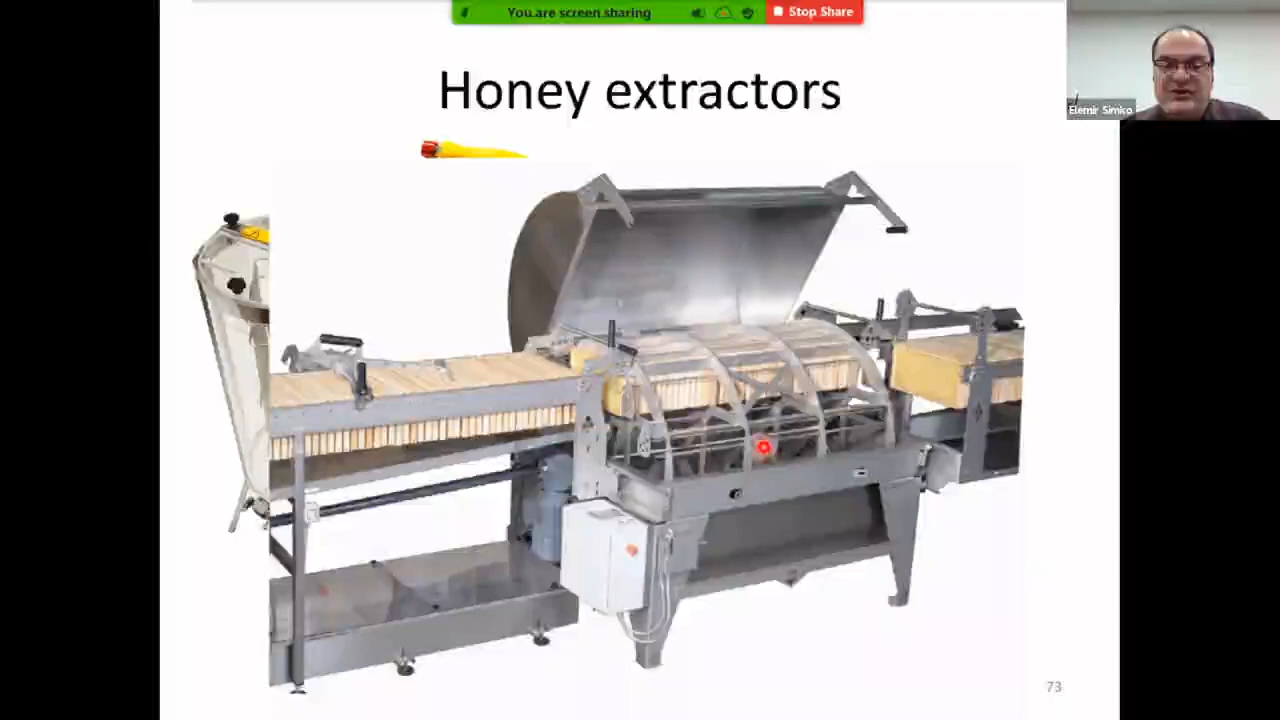 You are screen sharing
Stop Share
Honey extractors
Elemir Simko
73